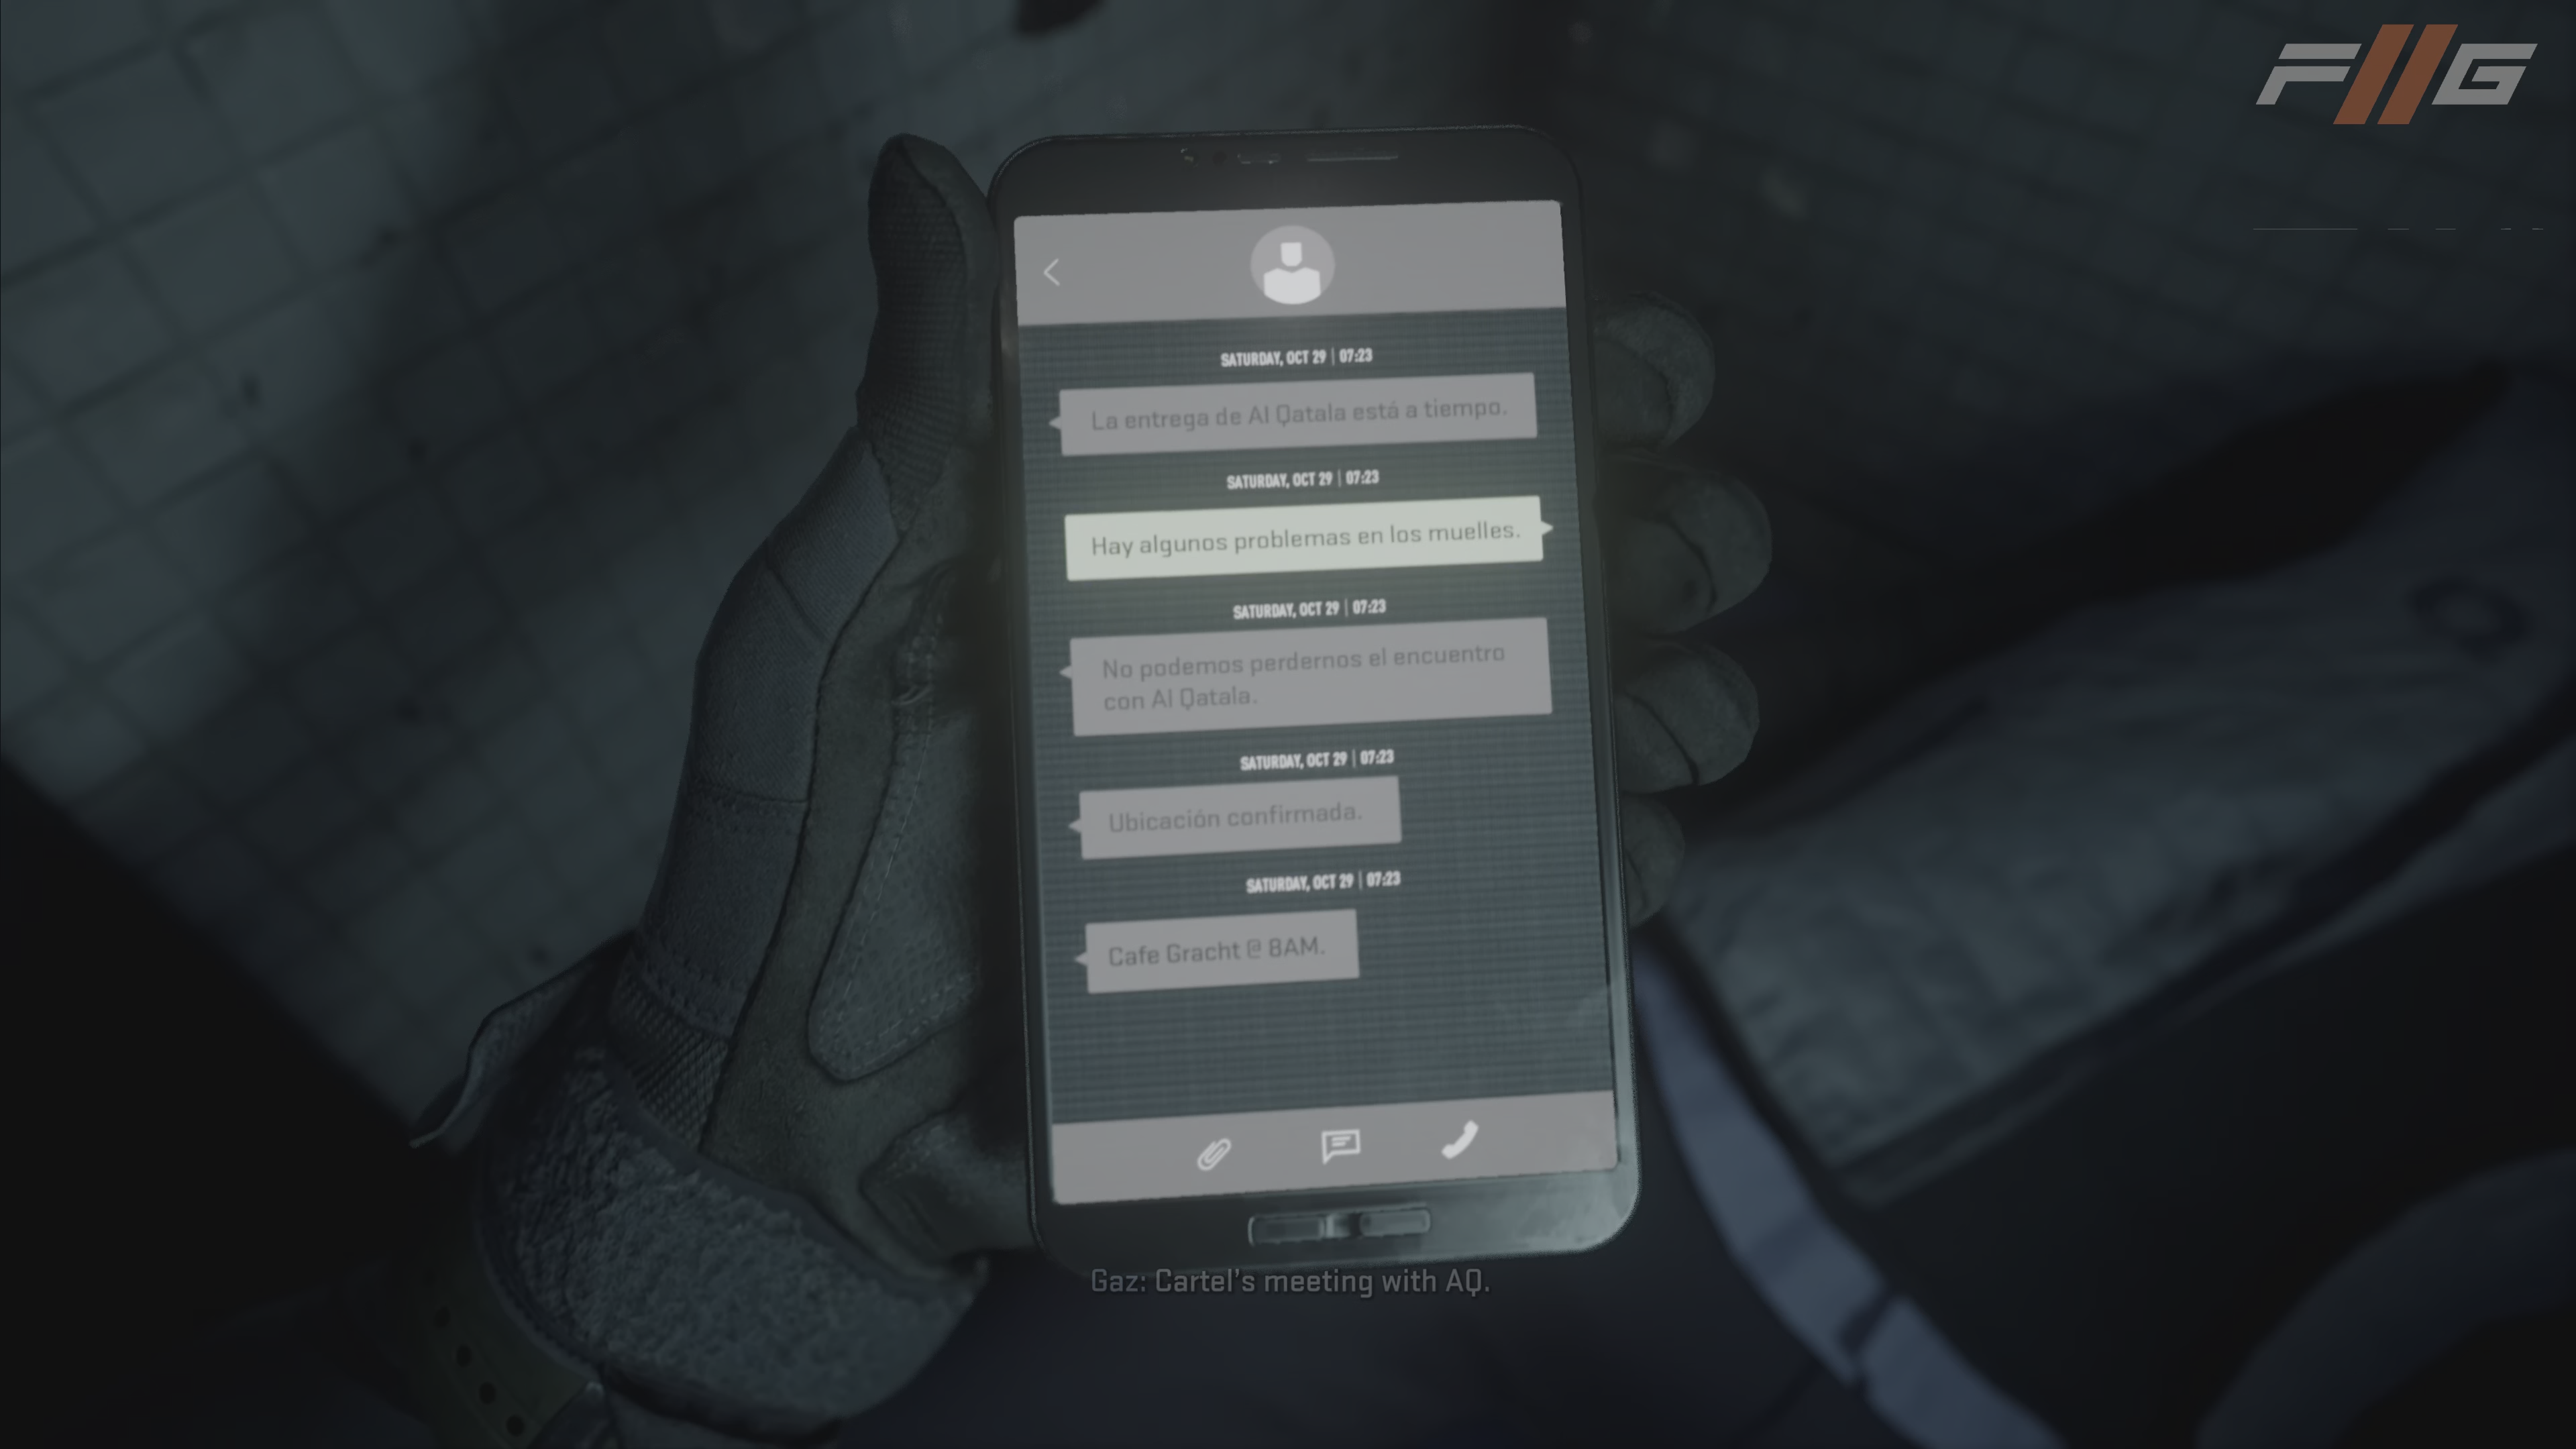 F//G
SATURDAY, OCT 29 | 07:23
La entrega de Al Qatala está a tiempo.
SATURDAY, OCT 29 | 07:23
Hay algunos problemas en los muelles.
SATURDAY, OCT 29 | 07:23
No podemos perdernos el encuentro
con Al Qatala.
SATURDAY, OCT 29 | 07:23
Ubicación confirmada.
SATURDAY, OCT 29 | 07:23
Cafe Gracht @ 8AM.
Gaz: Cartel's meeting with AQ.